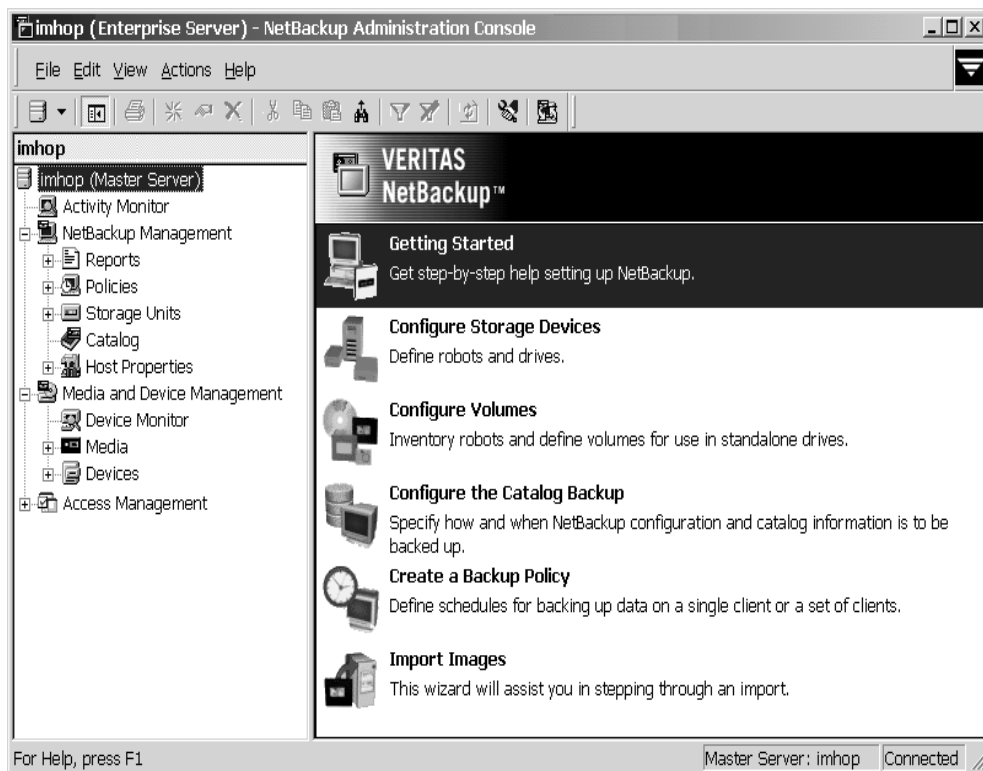 imhop (Enterprise Server) - NetBackup Administration Console
File Edit View Actions Help
imhop
imhop (Master Server)
Activity Monitor
NetBackup Management
Reports
Policies
Storage Units
Catalog
Host Properties
Media and Device Management
Device Monitor
Media
Devices
Access Management
VERITAS
NetBackup™
Getting Started
Get step-by-step help setting up NetBackup.
Configure Storage Devices
Define robots and drives.
Configure Volumes
Inventory robots and define volumes for use in standalone drives.
Configure the Catalog Backup
Specify how and when NetBackup configuration and catalog information is to be
backed up.
Create a Backup Policy
Define schedules for backing up data on a single client or a set of clients.
Import Images
This wizard will assist you in stepping through an import.
For Help, press F1
Master Server: imhop
Connected